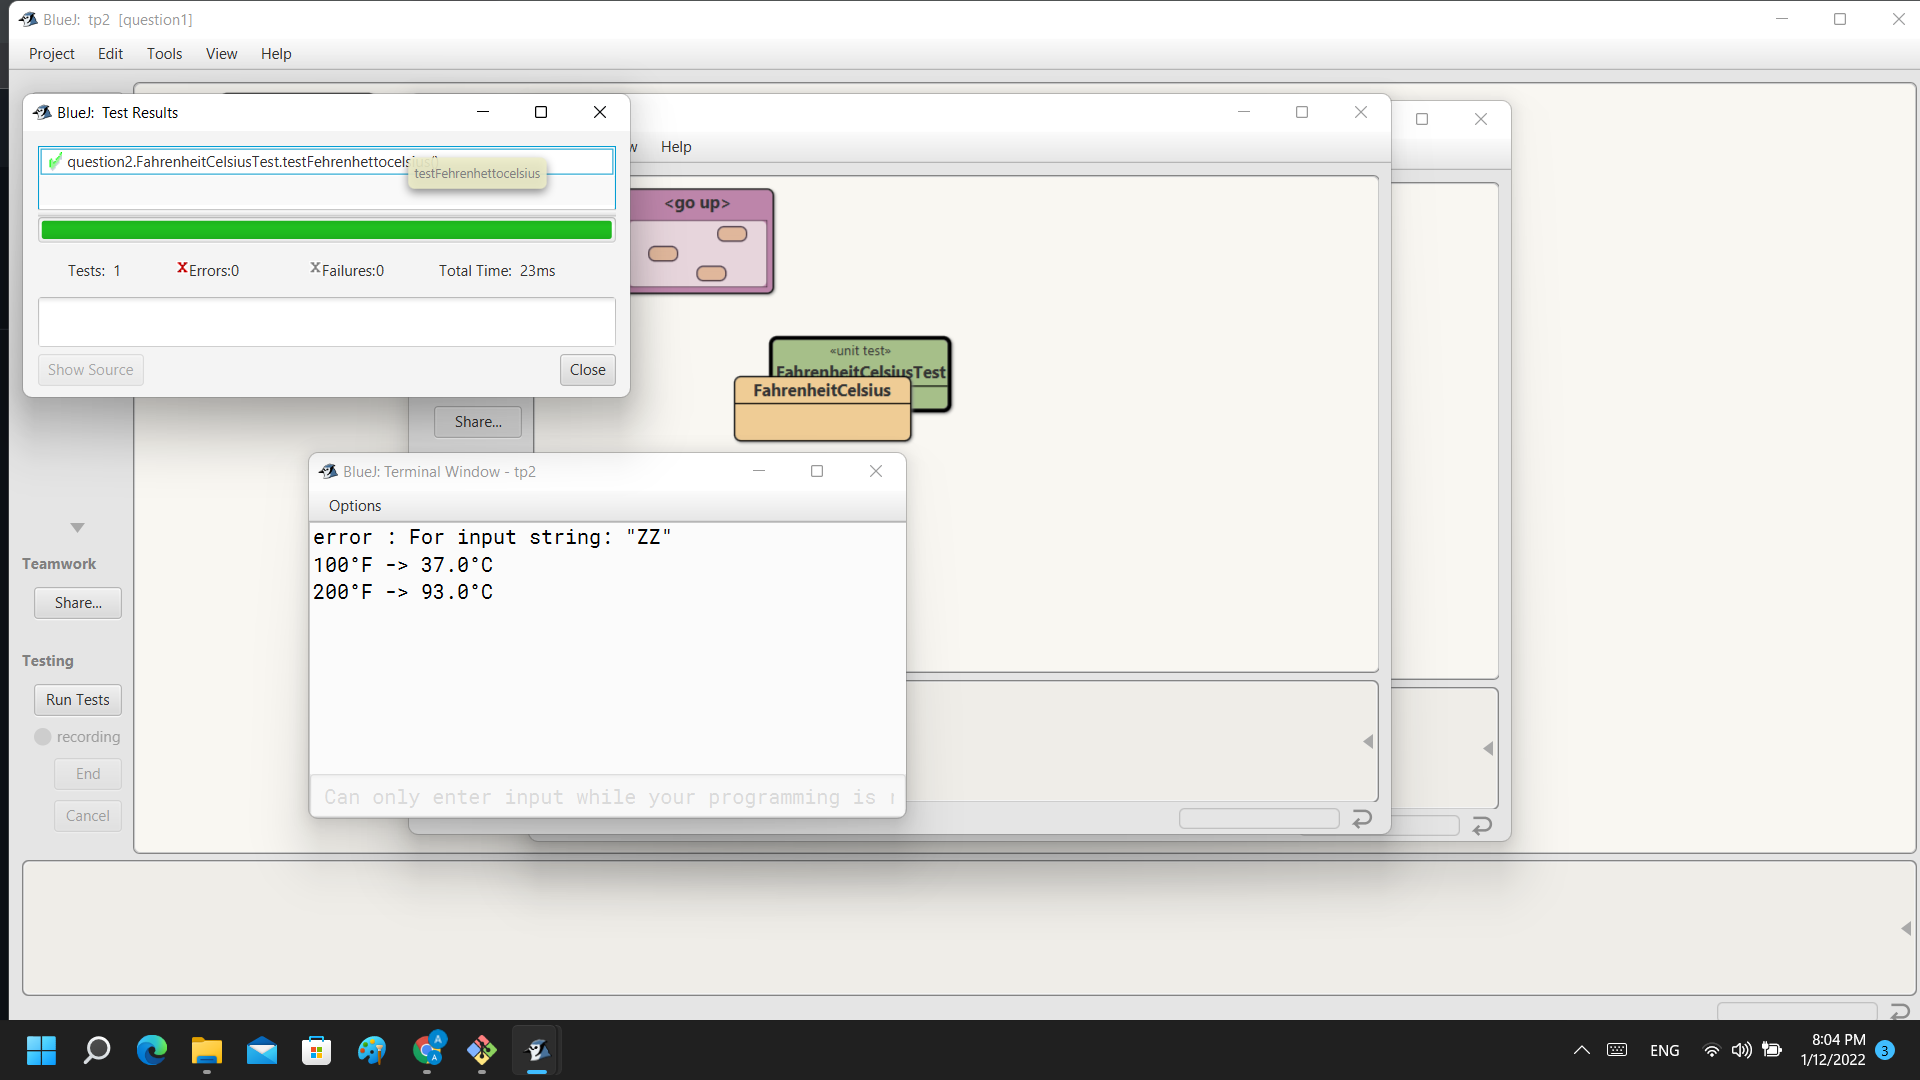 BlueJ:  tp2  [question1]
Project Edit Tools View Help
BlueJ:  Test Results
question2.FahrenheitCelsiusTest.testFehrenhettocelsius()
testFehrenhettocelsius
Tests:  1 xErrors:0 xFailures:0 Total Time:  23ms
Show Source Close
w Help
<go up>
«unit test»
FahrenheitCelsiusTest
FahrenheitCelsius
Share...
BlueJ: Terminal Window - tp2
Options
error : For input string: "ZZ"
100°F -> 37.0°C
200°F -> 93.0°C
Can only enter input while your programming is r
Teamwork
Share...
Testing
Run Tests
recording
End
Cancel
A
A
ENG
8:04 PM
1/12/2022
3